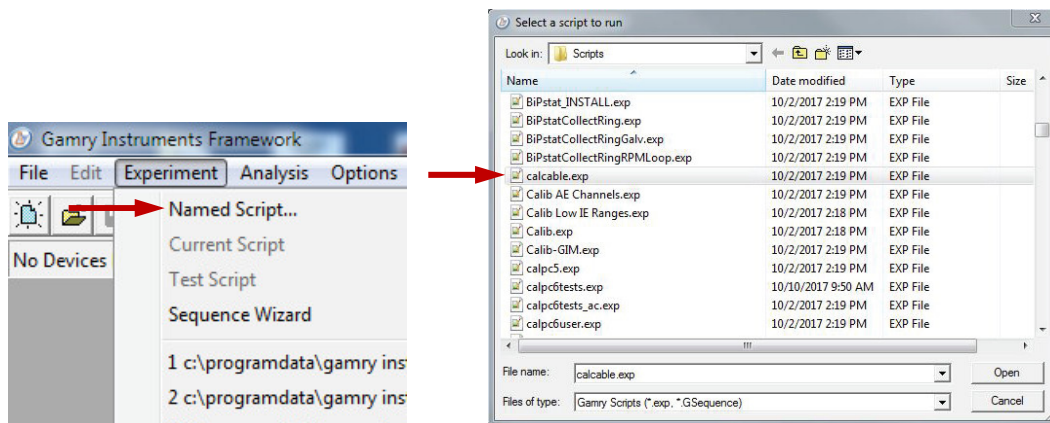 Gamry Instruments Framework
File Edit Experiment Analysis Options
Named Script...
Current Script
Test Script
Sequence Wizard
No Devices
1 c:\programdata\gamry ins
2 c:\programdata\gamry ins
Select a script to run
Look in: Scripts
Name Date modified Type Size
BiPstat_INSTALL.exp 10/2/2017 2:19 PM EXP File
BiPstatCollectRing.exp 10/2/2017 2:19 PM EXP File
BiPstatCollectRingGalv.exp 10/2/2017 2:19 PM EXP File
BiPstatCollectRingRPMLoop.exp 10/2/2017 2:19 PM EXP File
calcable.exp 10/2/2017 2:19 PM EXP File
Calib AE Channels.exp 10/2/2017 2:19 PM EXP File
Calib Low IE Ranges.exp 10/2/2017 2:18 PM EXP File
Calib.exp 10/2/2017 2:18 PM EXP File
Calib-GIM.exp 10/2/2017 2:19 PM EXP File
calpc5.exp 10/2/2017 2:19 PM EXP File
calpc6tests.exp 10/10/2017 9:50 AM EXP File
calpc6tests_ac.exp 10/2/2017 2:19 PM EXP File
calpc6user.exp 10/2/2017 2:19 PM EXP File
File name: calcable.exp Open
Files of type: Gamry Scripts (*.exp, *.GSequence) Cancel